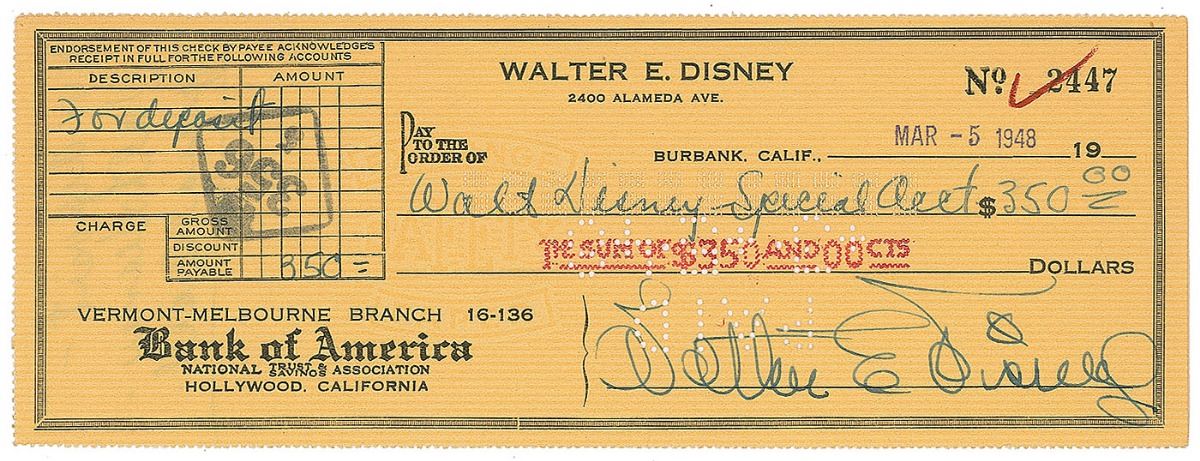 ENDORSEMENT OF THIS CHECK BY PAYEE ACKNOWLEDGES
RECEIPT IN FULL FOR THE FOLLOWING ACCOUNTS
DESCRIPTION AMOUNT
For deposit
CHARGE
GROSS AMOUNT
DISCOUNT
AMOUNT PAYABLE 350 =
WALTER E. DISNEY
2400 ALAMEDA AVE.
No. 2447
PAY TO THE ORDER OF
BURBANK, CALIF., MAR - 5 1948 19
Walt Disney - Special Acct $ 350 00
THE SUM OF $350 AND 00 CTS
DOLLARS
VERMONT-MELBOURNE BRANCH 16-136
Bank of America
NATIONAL TRUST & SAVINGS ASSOCIATION
HOLLYWOOD, CALIFORNIA
Walter E Disney